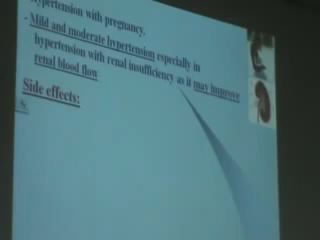 hypertension with pregnancy.
- Mild and moderate hypertension especially in
hypertension with renal insufficiency as it may improve
renal blood flow.
Side effects: